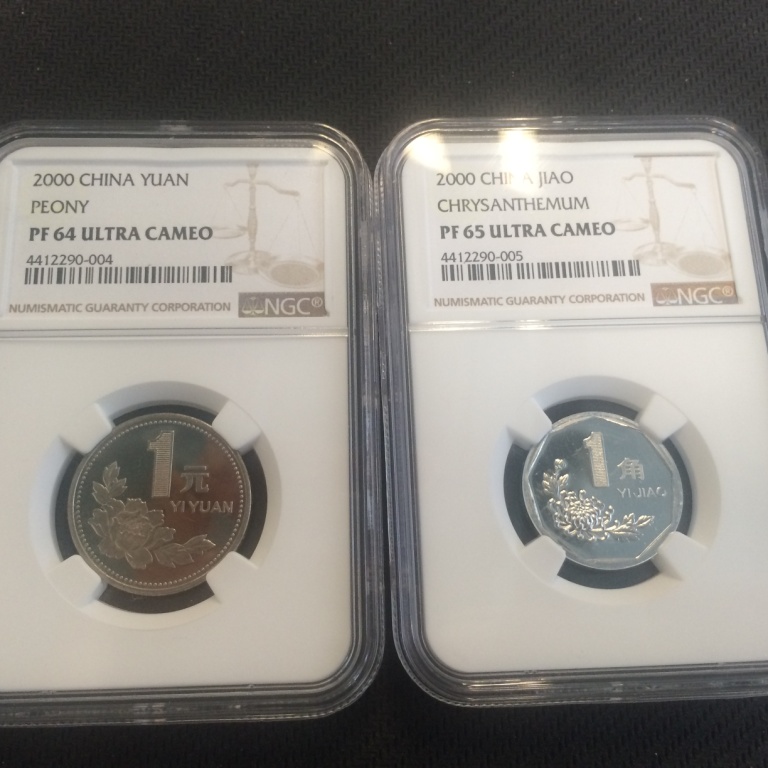 2000 CHINA YUAN
PEONY
PF 64 ULTRA CAMEO
4412290-004
NUMISMATIC GUARANTY CORPORATION NGC®
1 元
YI YUAN
2000 CHINA JIAO
CHRYSANTHEMUM
PF 65 ULTRA CAMEO
4412290-005
NUMISMATIC GUARANTY CORPORATION NGC®
1 角
YI JIAO